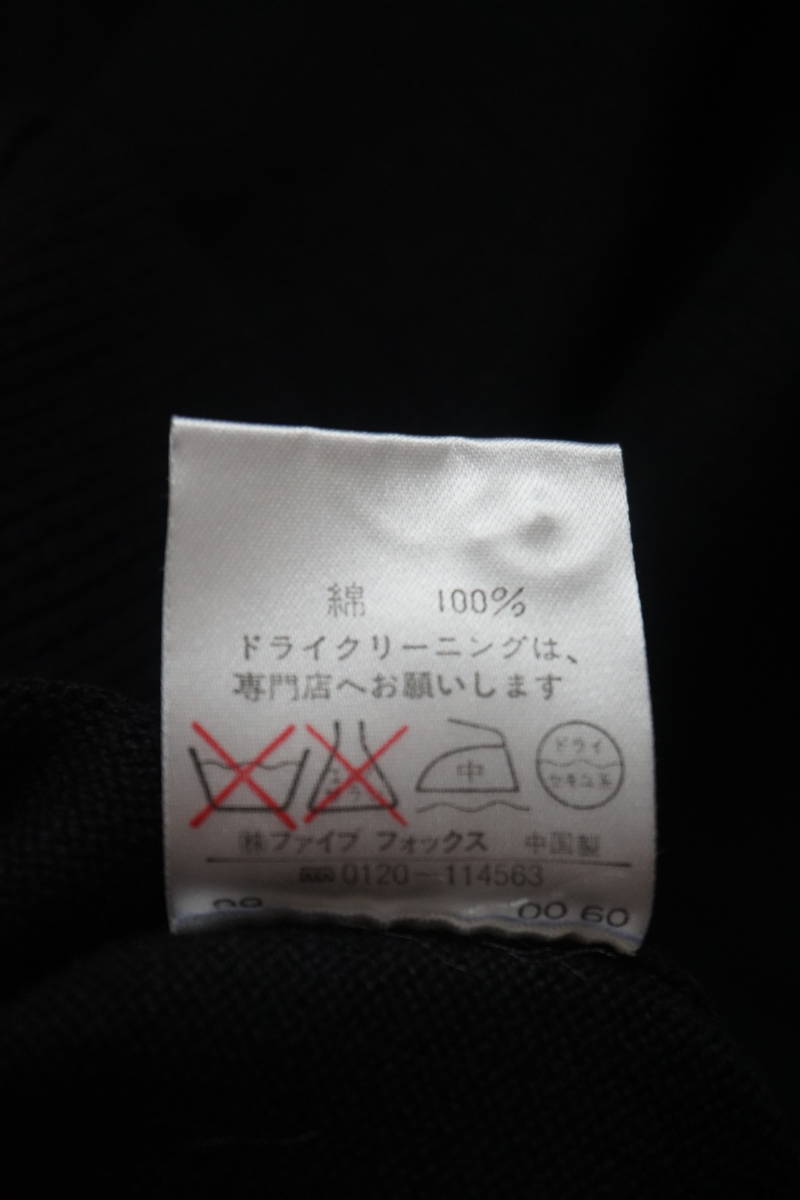 綿 100%
ドライクリーニングは、
専門店へお願いします
中 ドライ
セキユ系
㈱ファイブ フォックス 中国製
0120-114563
00 60